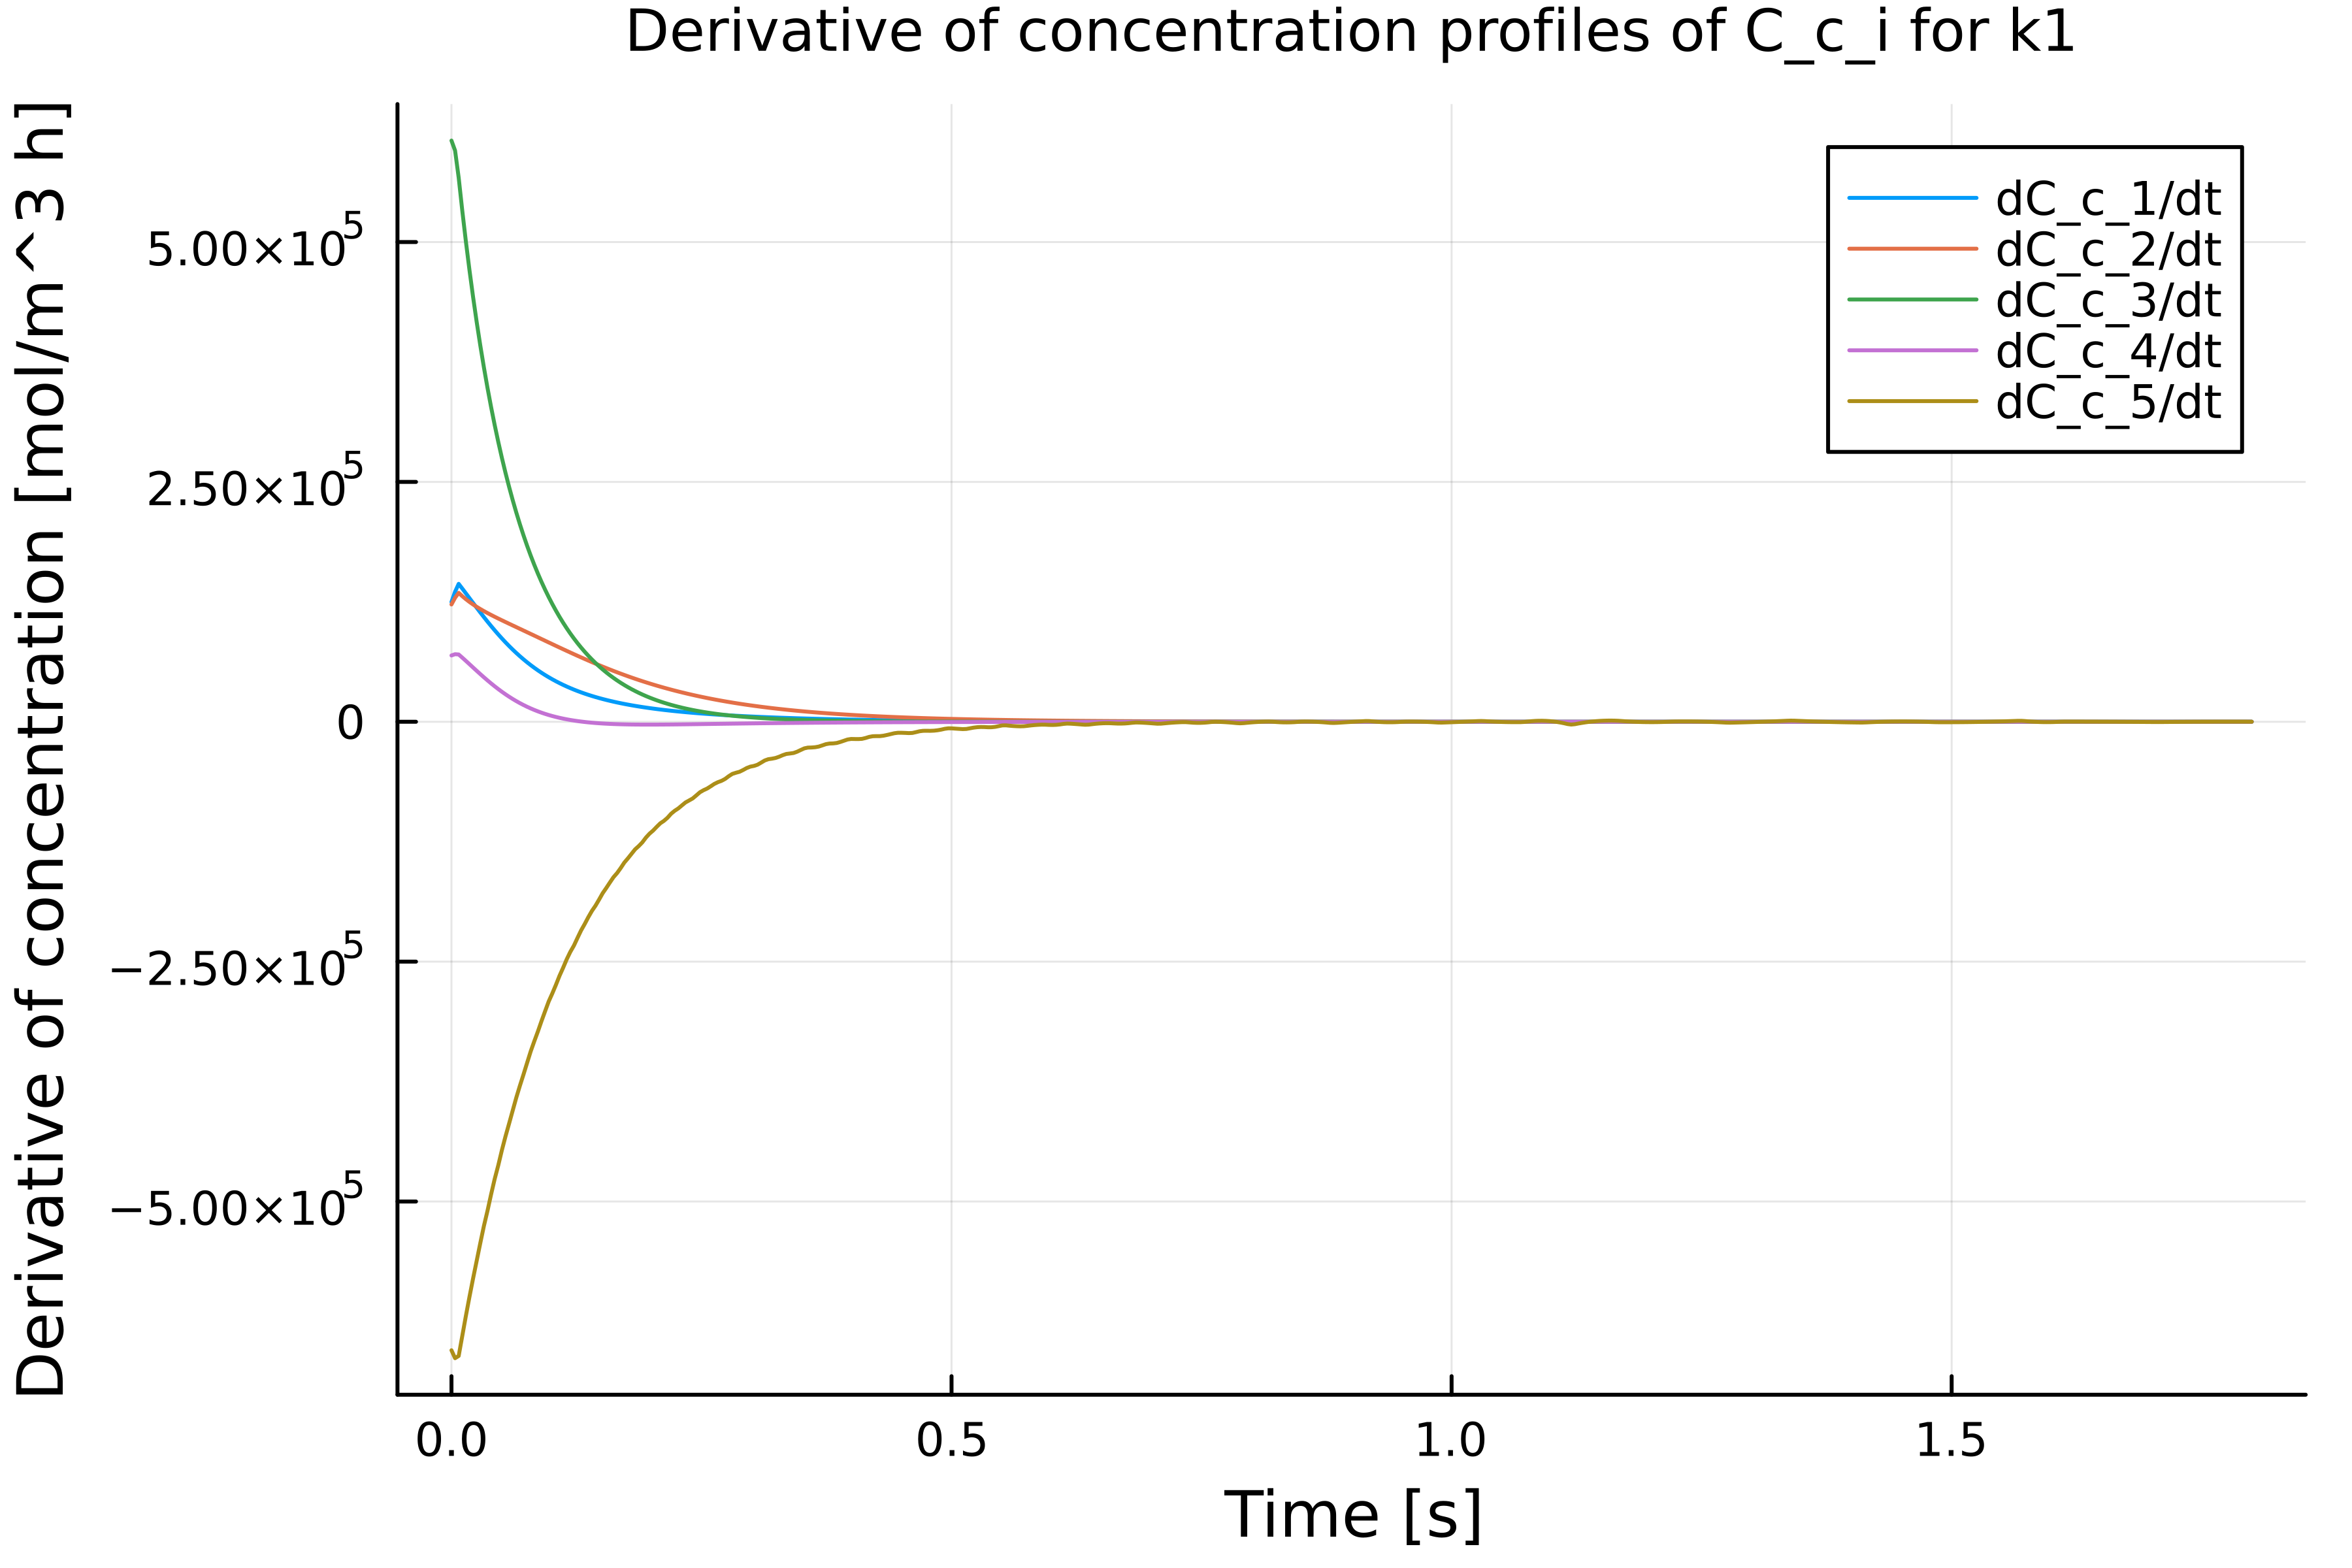 Derivative of concentration profiles of C_c_i for k1
Derivative of concentration [mol/m^3 h]
5.00×10^5
2.50×10^5
0
−2.50×10^5
−5.00×10^5
dC_c_1/dt
dC_c_2/dt
dC_c_3/dt
dC_c_4/dt
dC_c_5/dt
0.0 0.5 1.0 1.5
Time [s]